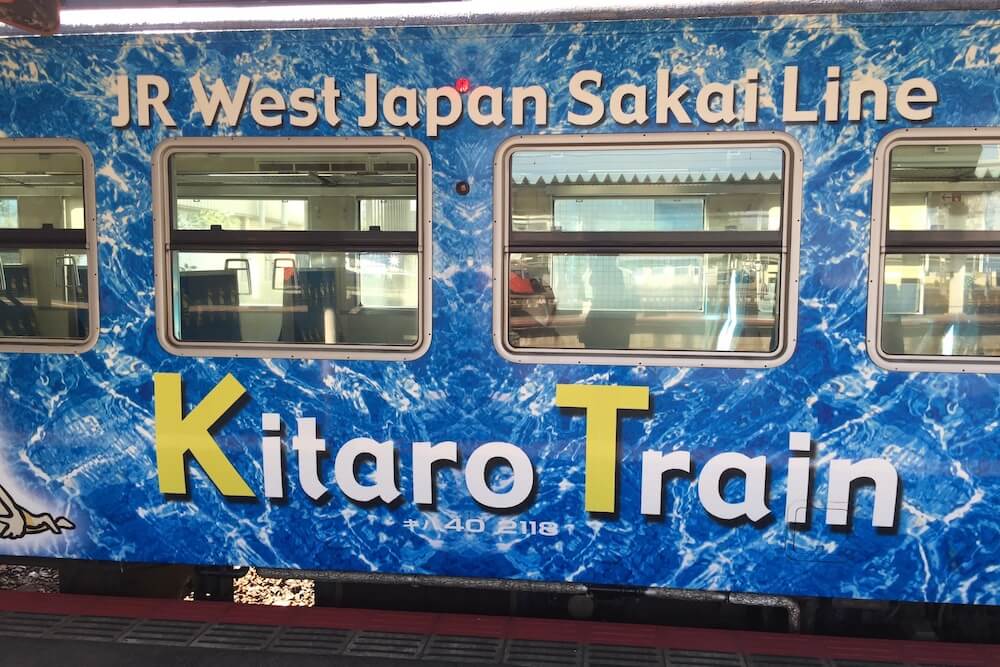 JR West Japan Sakai Line
Kitaro Train
キハ40 2118